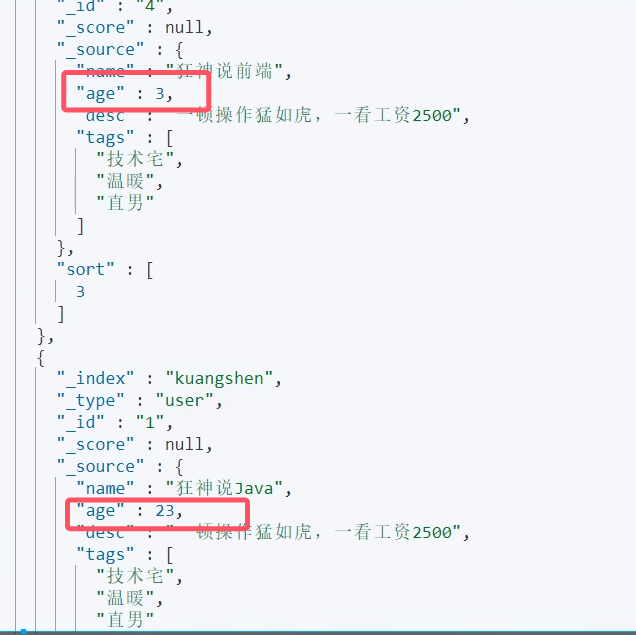 "_id" : "4",
"_score" : null,
"_source" : {
"name" : "狂神说前端",
"age" : 3,
"desc" : "一顿操作猛如虎，一看工资2500",
"tags" : [
"技术宅",
"温暖",
"直男"
]
},
"sort" : [
3
]
},
{
"_index" : "kuangshen",
"_type" : "user",
"_id" : "1",
"_score" : null,
"_source" : {
"name" : "狂神说Java",
"age" : 23,
"desc" : "一顿操作猛如虎，一看工资2500",
"tags" : [
"技术宅",
"温暖",
"直男"